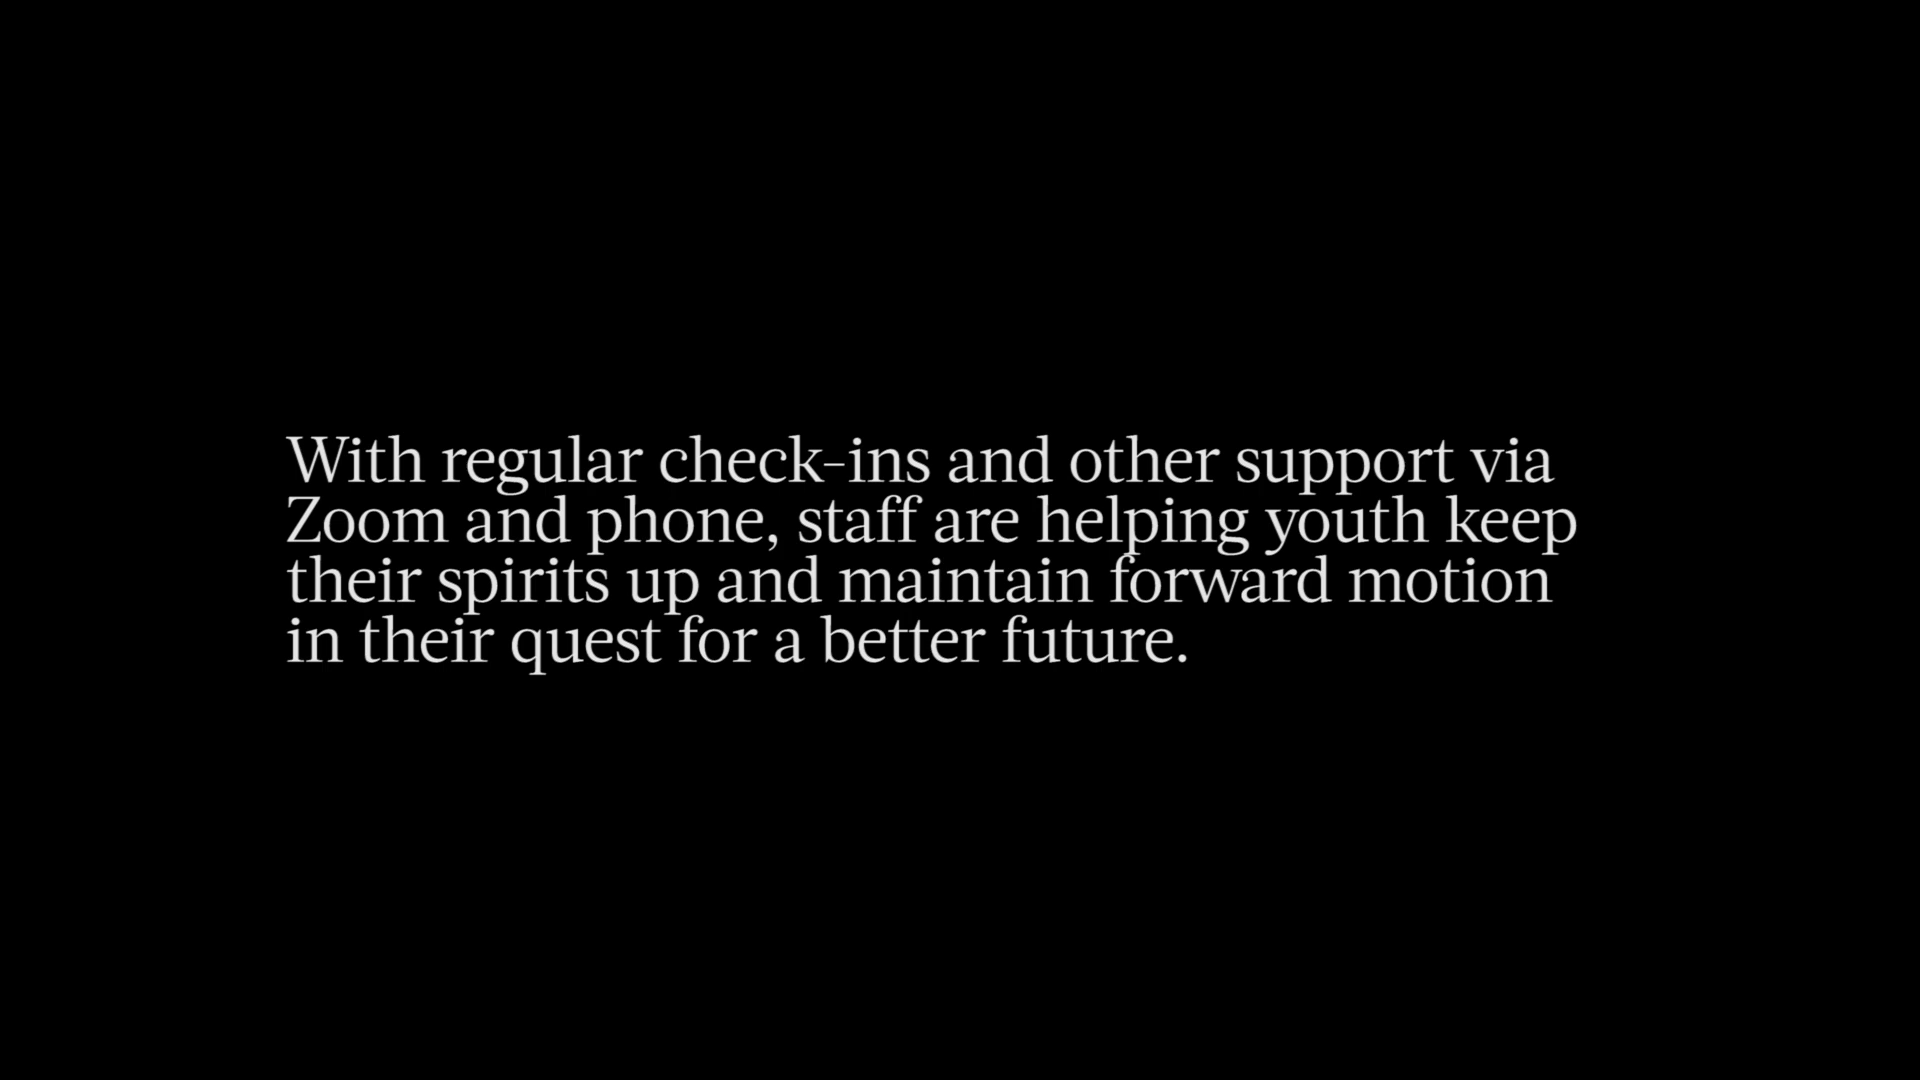 With regular check-ins and other support via
Zoom and phone, staff are helping youth keep
their spirits up and maintain forward motion
in their quest for a better future.